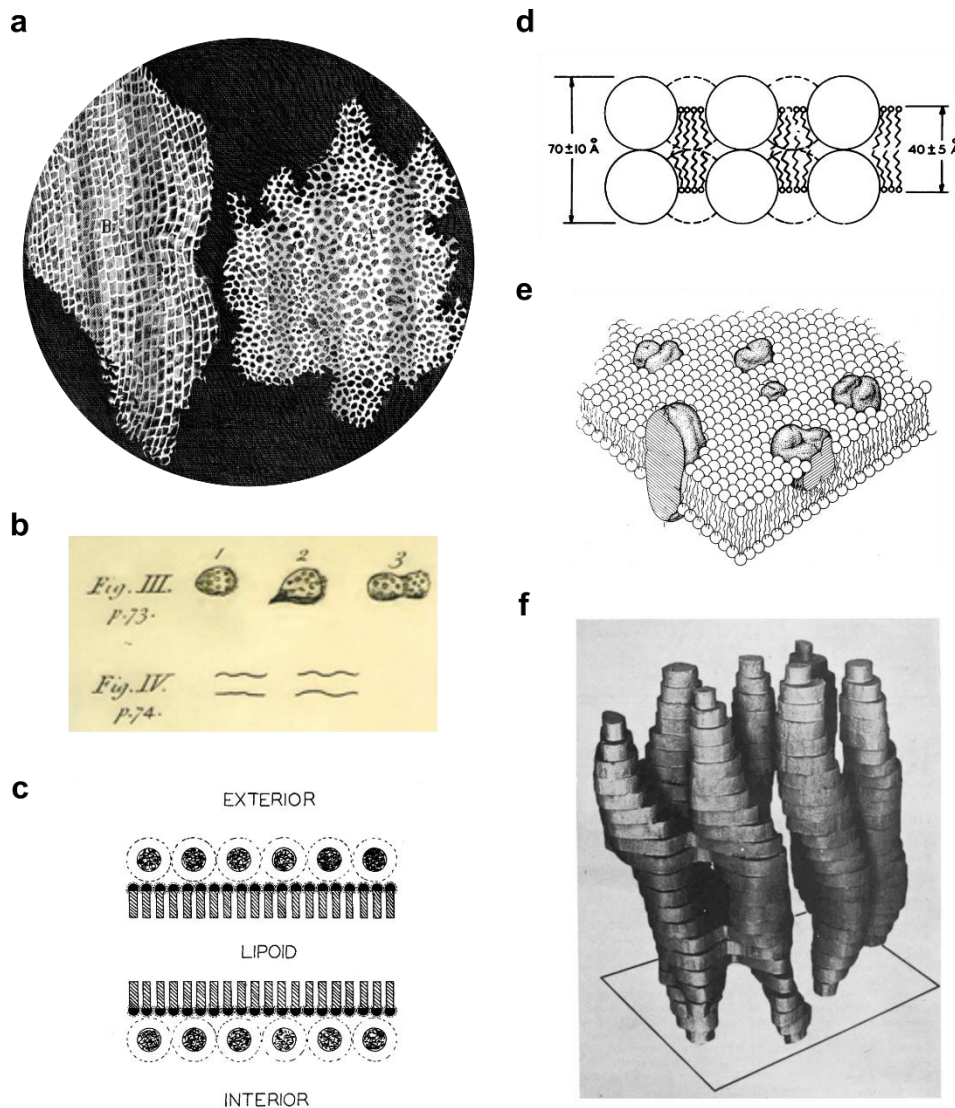 a
B.
A
b
1 2 3
Fig. III.
p.73.
Fig. IV.
p.74.
c
EXTERIOR
LIPOID
INTERIOR
d
70±10 Å
40±5 Å
e
f